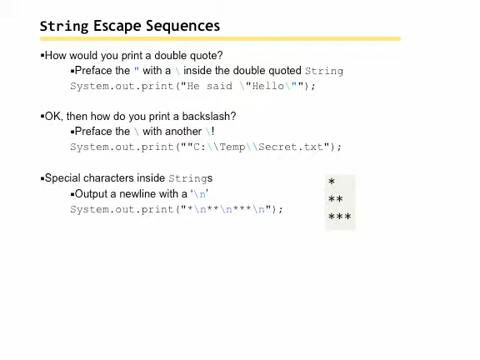 String Escape Sequences
▪How would you print a double quote?
▪Preface the " with a \ inside the double quoted String
System.out.print("He said \"Hello\"");
▪OK, then how do you print a backslash?
▪Preface the \ with another \!
System.out.print(""C:\\Temp\\Secret.txt");
▪Special characters inside Strings
▪Output a newline with a ‘\n’
System.out.print("*\n**\n***\n");
*
**
***